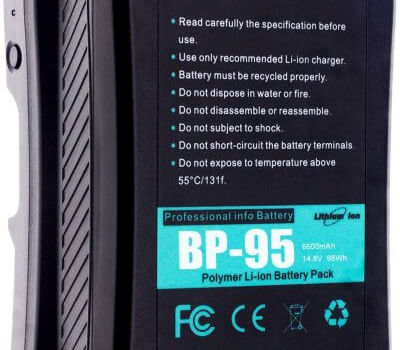 • Read carefully the specification before
use.
• Use only recommended Li-ion charger.
• Battery must be recycled properly.
• Do not dispose in water or fire.
• Do not disassemble or reassemble.
• Do not subject to shock.
• Do not short-circuit the battery terminals
• Do not expose to temperature above
55°C/131f.
Professional info Battery Lithium Ion
BP-95 6600mAh
14.8V 95Wh
Polymer Li-ion Battery Pack
FC CE